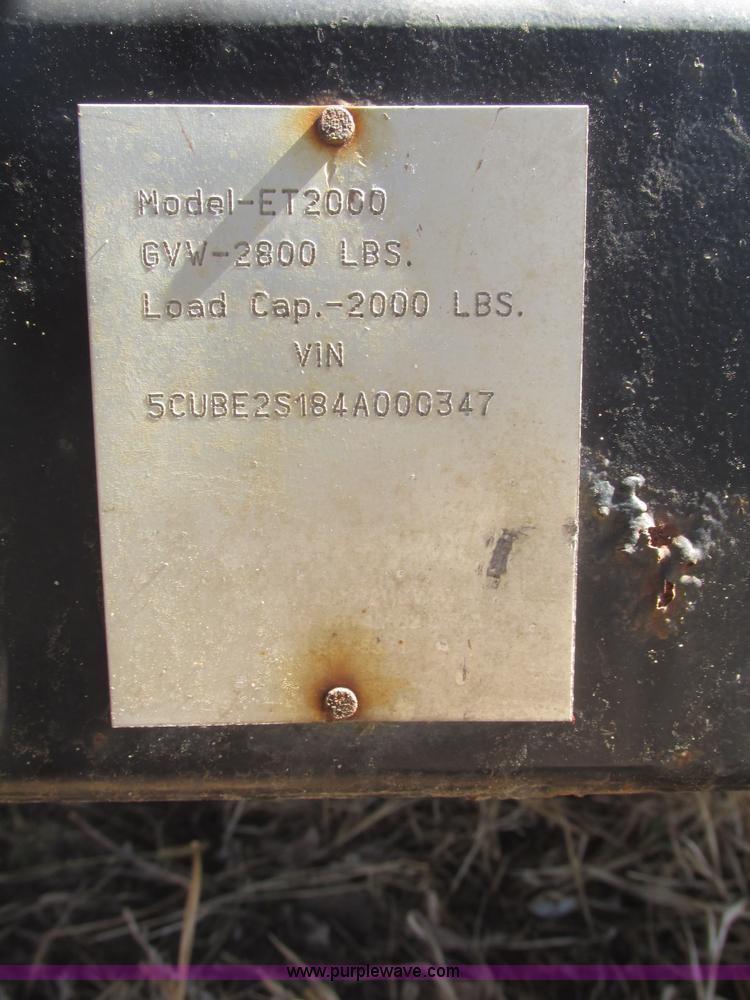 Model-ET2000
GVW-2800 LBS.
Load Cap.-2000 LBS.
VIN
5CUBE2S184A000347
www.purplewave.com